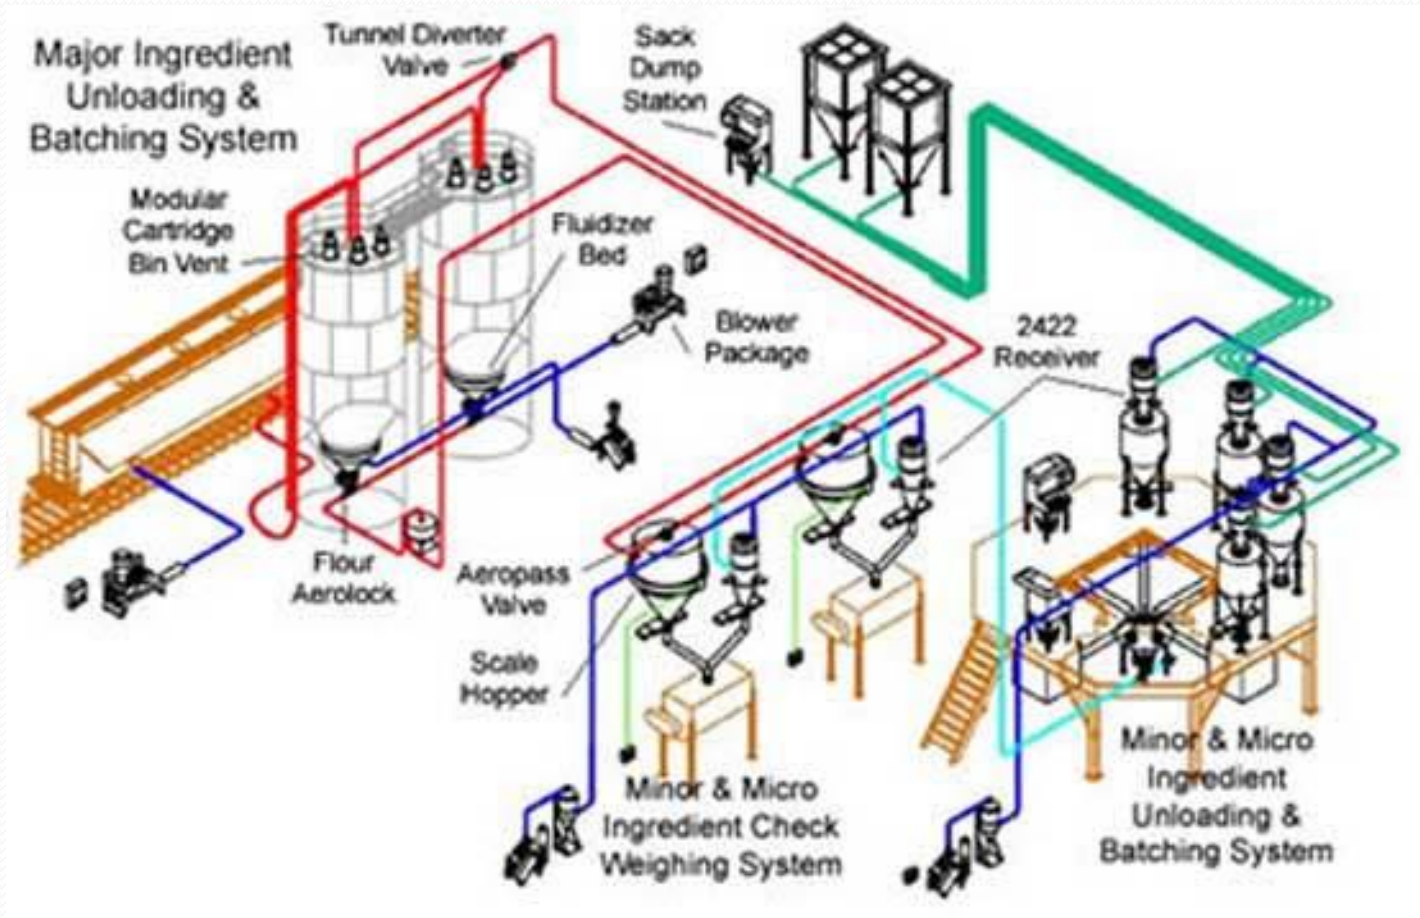 Major Ingredient
Unloading &
Batching System
Tunnel Diverter
Valve
Sack
Dump
Station
Modular
Cartridge
Bin Vent
Fluidizer
Bed
Blower
Package
2422
Receiver
Flour
Aerolock
Aeropass
Valve
Scale
Hopper
Minor & Micro
Ingredient Check
Weighing System
Minor & Micro
Ingredient
Unloading &
Batching System